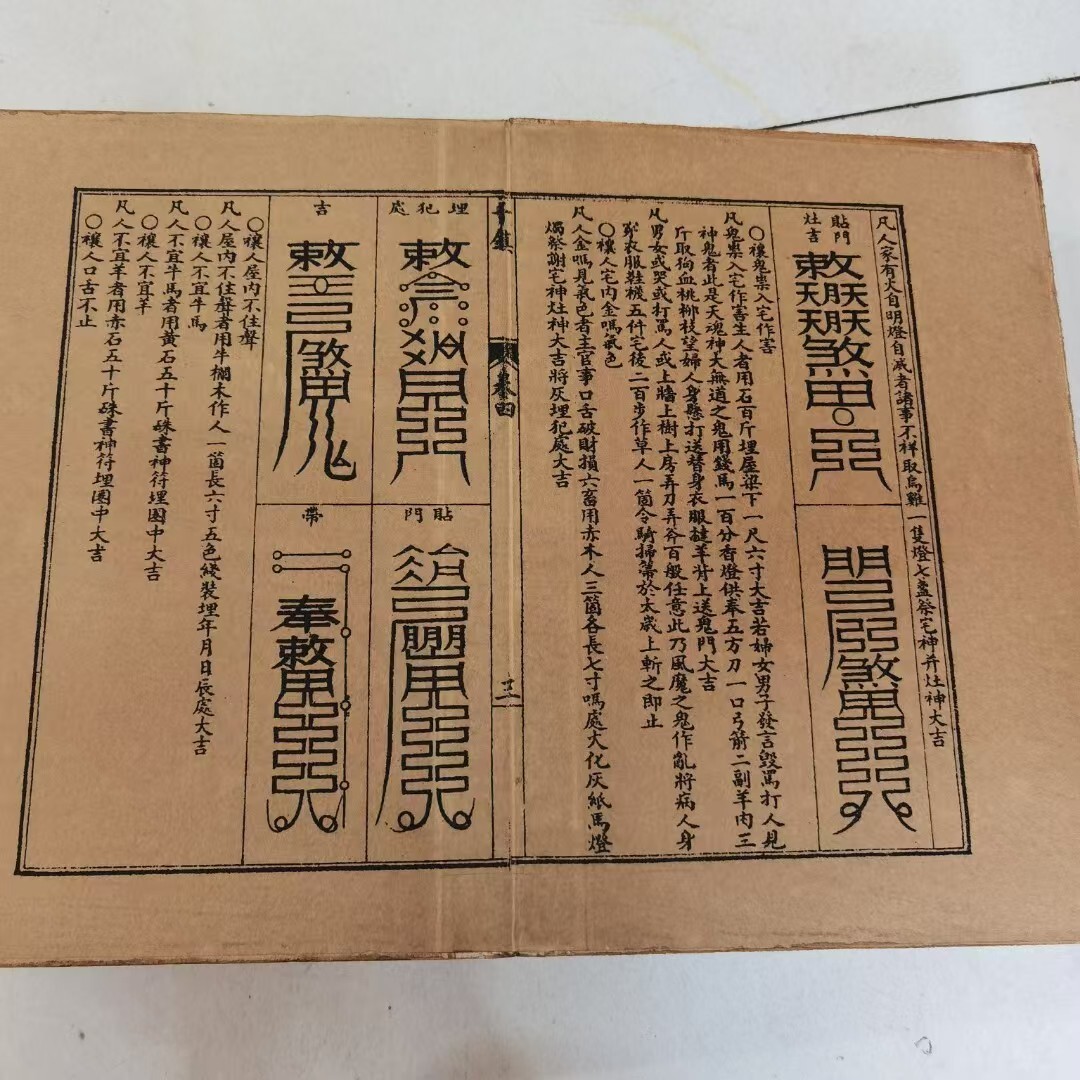 凡人家有火自明燈自滅者諸事不祥取烏雞一隻燈七盞祭宅神并灶神大吉
貼門
灶吉
〇禳鬼祟入宅作害
凡鬼祟入宅作害生人者用石百斤埋屋梁下一尺六寸大吉若婦女男子發言毀罵打人見
神鬼者此是天魂神夫無道之鬼用錢馬一百分香燈供奉五方刀一口弓箭二副羊肉三
斤取狗血桃柳枝望婦人身懸打送替身衣服搥羊背上送鬼門大吉
凡男女或哭或打罵人或上牆上樹上房弄刀弄斧百般任意此乃風魔之鬼作亂將病人身
衣服鞋襪五件宅後二百步作草人一箇令騎掃箒於太歲上斬之即止
〇禳人宅內金鳴氣色
凡人金鳴見氣色者主官事口舌破財損六畜用赤木人三箇各長七寸鳴處大化灰紙馬燈
燭祭謝宅神灶神大吉將灰埋犯處大吉
鎮
卷四
埋犯處
貼門
吉
帶
奉敕
〇禳人屋內不住聲
凡人屋內不住聲者用牛欄木作人一箇長六寸五色綫裝埋年月日辰處大吉
〇禳人不宜牛馬
凡人不宜牛馬者用黃石五十斤硃書神符埋圈中大吉
〇禳人不宜羊
凡人不宜羊者用赤石五十斤硃書神符埋圈中大吉
〇禳人口舌不止